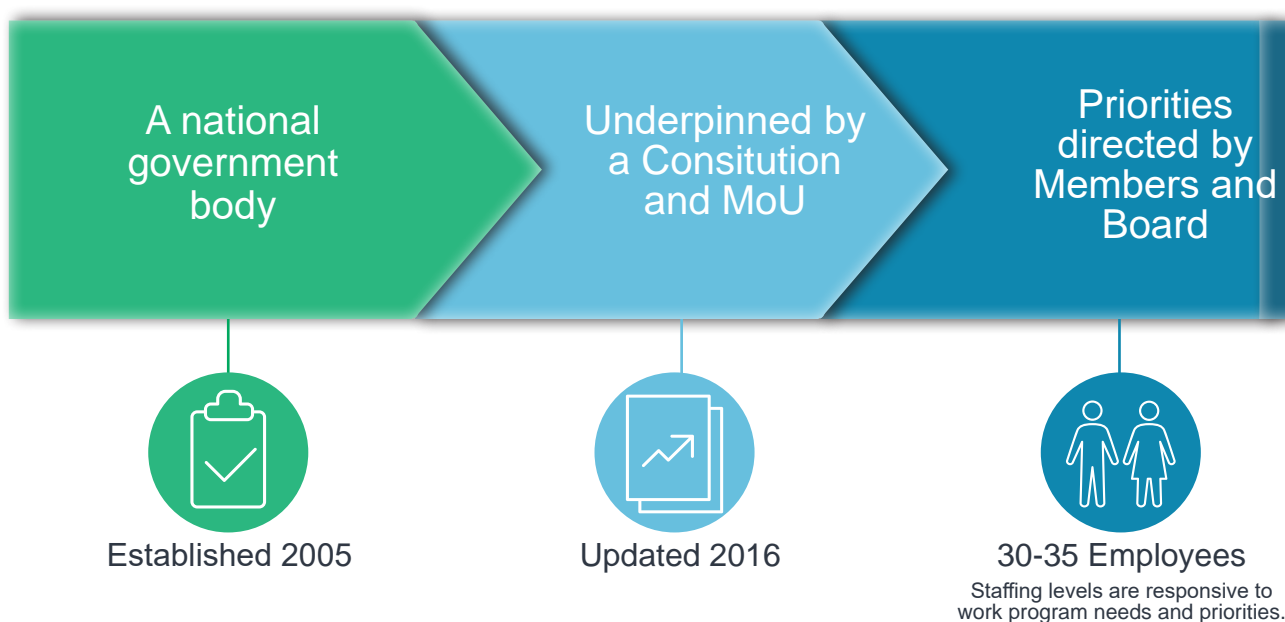 A national
government
body
Underpinned by
a Consitution
and MoU
Priorities
directed by
Members and
Board
Established 2005
Updated 2016
30-35 Employees
Staffing levels are responsive to
work program needs and priorities.